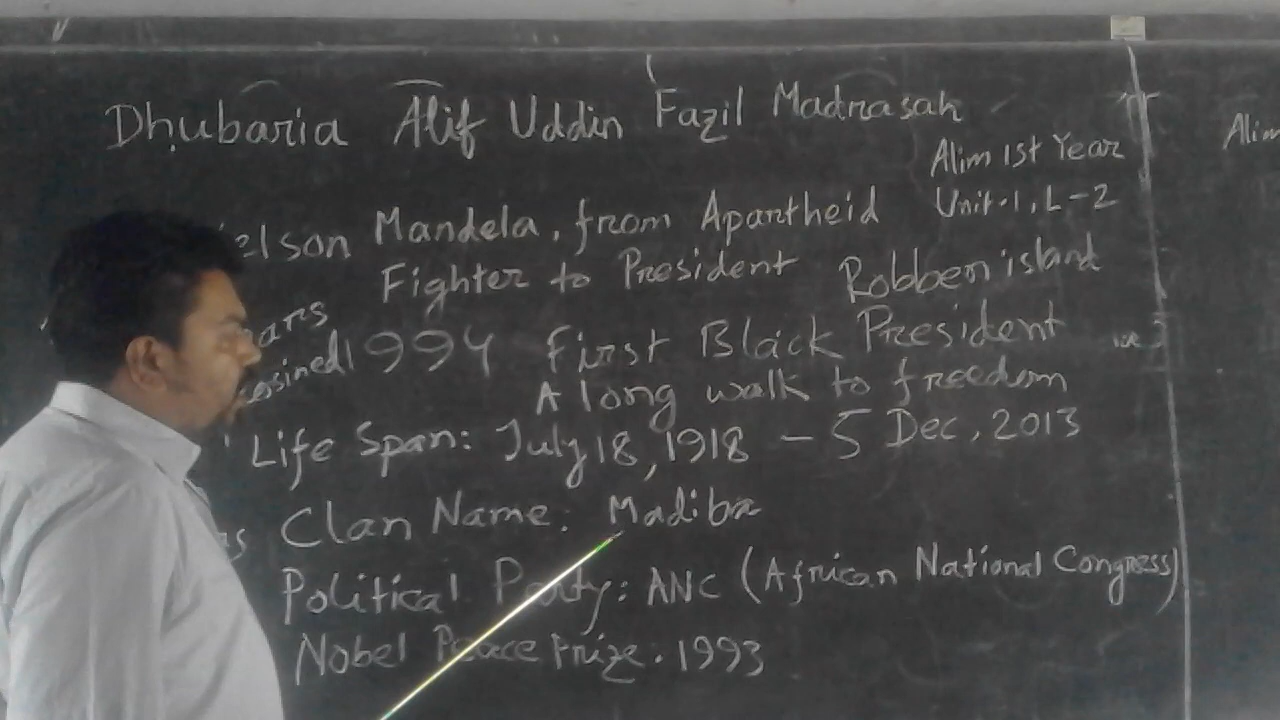 Dhubaria Alif Uddin Fazil Madrasah
Alim 1st Year
Unit-1, L-2
elson Mandela, from Apartheid
Fighter to President
Robben island
ars
1994 First Black President
A long walk to freedom
Life Span: July 18, 1918 - 5 Dec, 2013
Clan Name: Madiba
Political Party: ANC (African National Congress)
Nobel Peace Prize: 1993
Alim